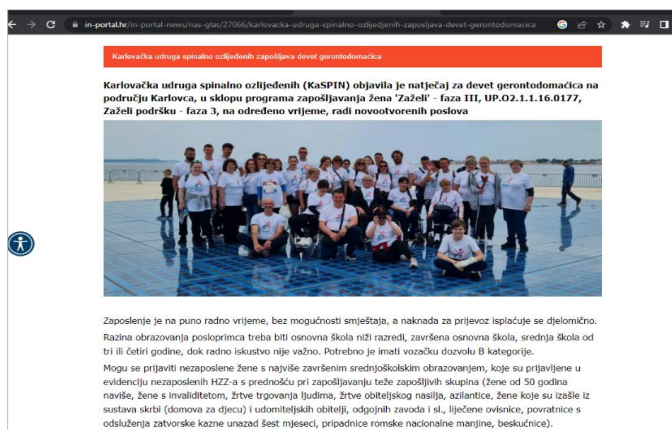 in-portal.hr/in-portal-news/nas-glas/27066/karlovacka-udruga-spinalno-ozlijedjenih-zaposljava-devet-gerontodomacica
Karlovačka udruga spinalno ozlijeđenih zapošljava devet gerontodomaćica
Karlovačka udruga spinalno ozlijeđenih (KaSPIN) objavila je natječaj za devet gerontodomaćica na
području Karlovca, u sklopu programa zapošljavanja žena 'Zaželi' - faza III, UP.02.1.1.16.0177,
Zaželi podršku - faza 3, na određeno vrijeme, radi novootvorenih poslova
Zaposlenje je na puno radno vrijeme, bez mogućnosti smještaja, a naknada za prijevoz isplaćuje se djelomično.
Razina obrazovanja posloprimca treba biti osnovna škola niži razredi, završena osnovna škola, srednja škola od
tri ili četiri godine, dok radno iskustvo nije važno. Potrebno je imati vozačku dozvolu B kategorije.
Mogu se prijaviti nezaposlene žene s najviše završenim srednjoškolskim obrazovanjem, koje su prijavljene u
evidenciju nezaposlenih HZZ-a s prednošću pri zapošljavanju teže zapošljivih skupina (žene od 50 godina
naviše, žene s invaliditetom, žrtve trgovanja ljudima, žrtve obiteljskog nasilja, azilantice, žene koje su izašle iz
sustava skrbi (domova za djecu) i udomiteljskih obitelji, odgojnih zavoda i sl., liječene ovisnice, povratnice s
odsluženja zatvorske kazne unazad šest mjeseci, pripadnice romske nacionalne manjine, beskućnice).